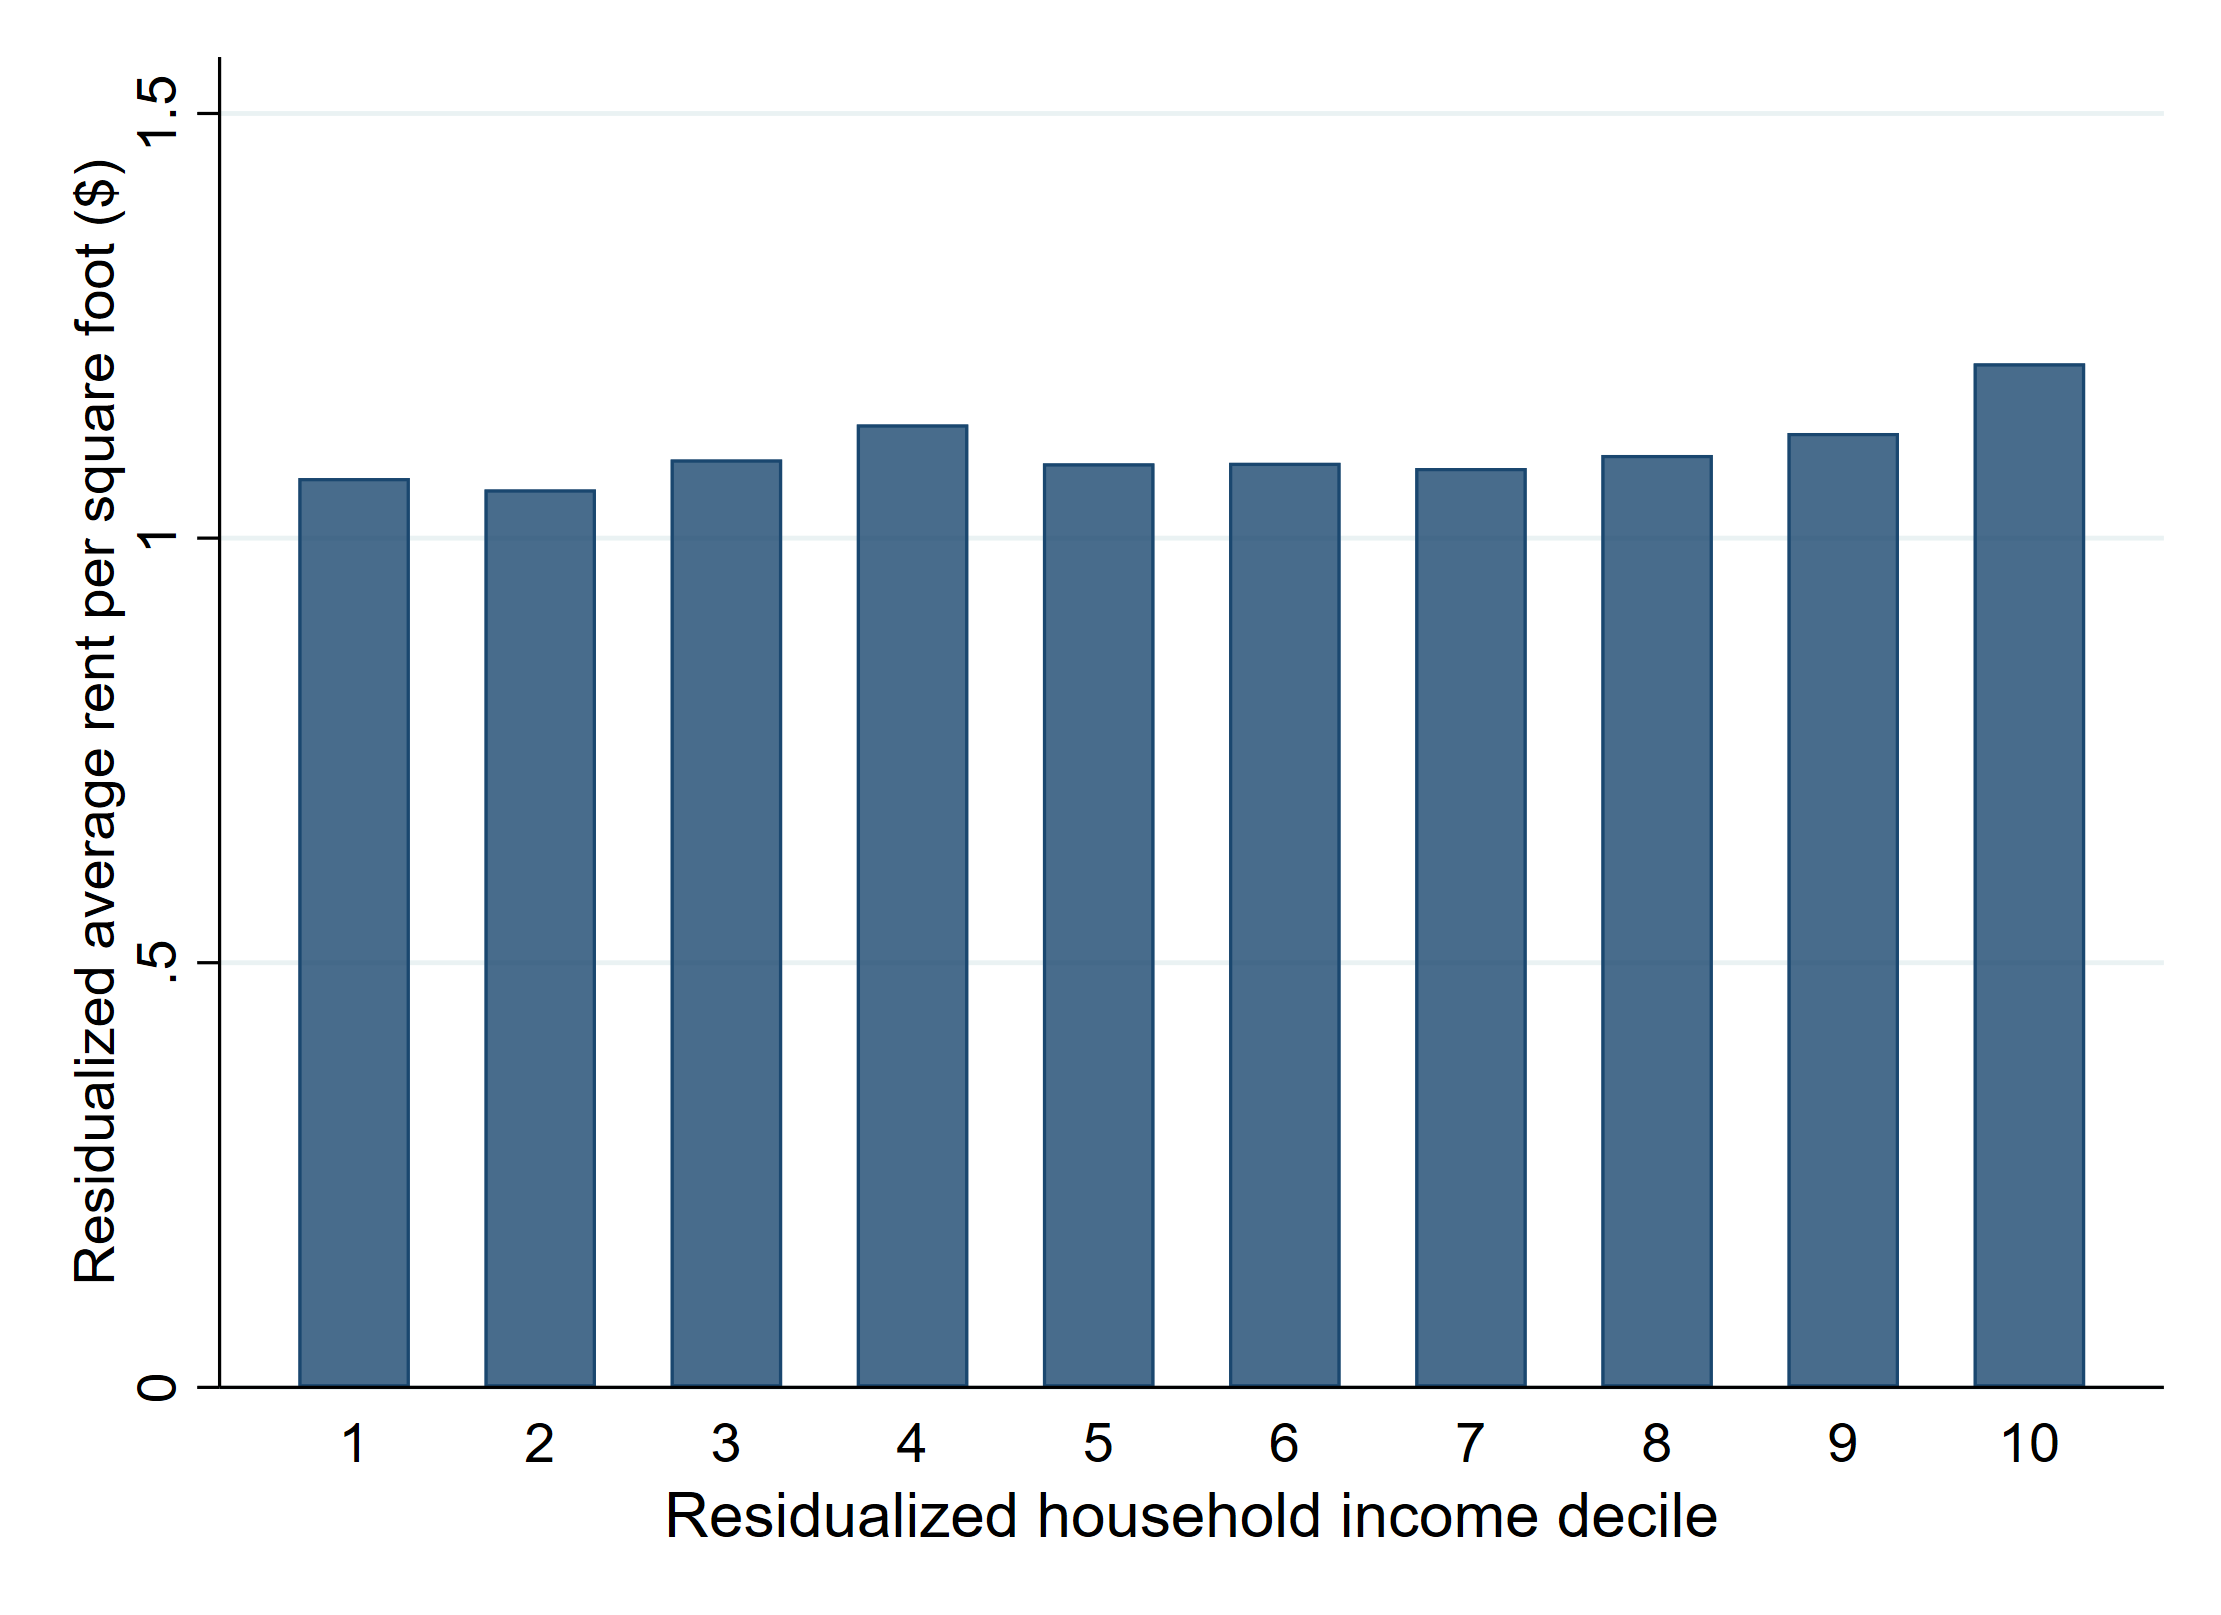 Residualized average rent per square foot ($)
1.5
1
.5
0
1 2 3 4 5 6 7 8 9 10
Residualized household income decile